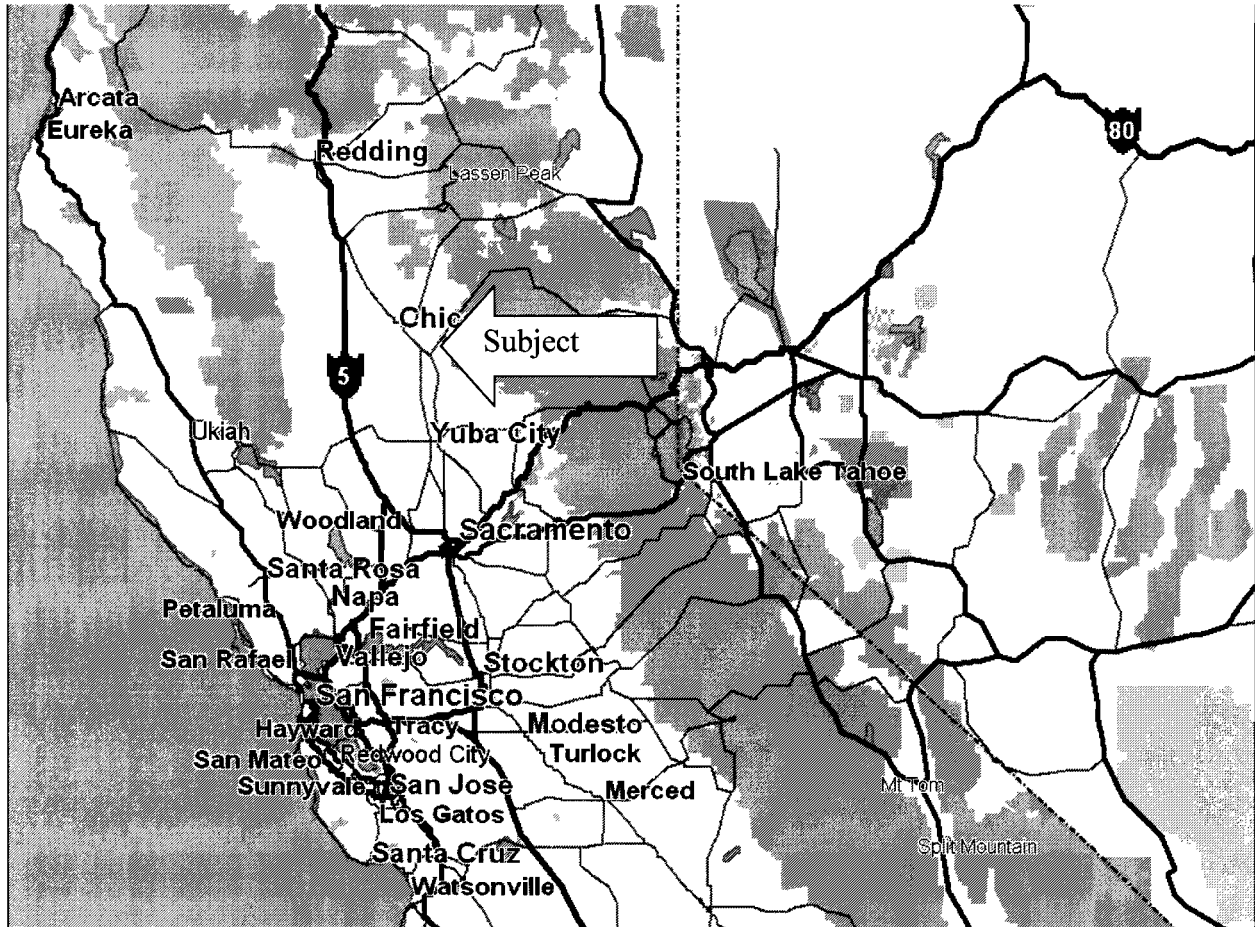 Arcata
Eureka
80
Redding
Lassen Peak
Chic
Subject
5
Ukiah
Yuba City
South Lake Tahoe
Woodland
Sacramento
Santa Rosa
Napa
Petaluma
Fairfield
San Rafael
Vallejo
Stockton
San Francisco
Hayward
Tracy
Modesto
San Mateo
Redwood City
Turlock
Sunnyvale
San Jose
Merced
Mt Tom
Los Gatos
Santa Cruz
Split Mountain
Watsonville